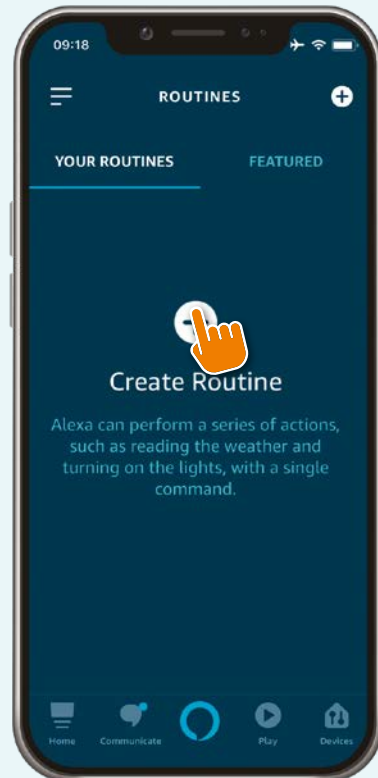 09:18
ROUTINES
YOUR ROUTINES
FEATURED
Create Routine
Alexa can perform a series of actions,
such as reading the weather and
turning on the lights, with a single
command.
Home
Communicate
Play
Devices